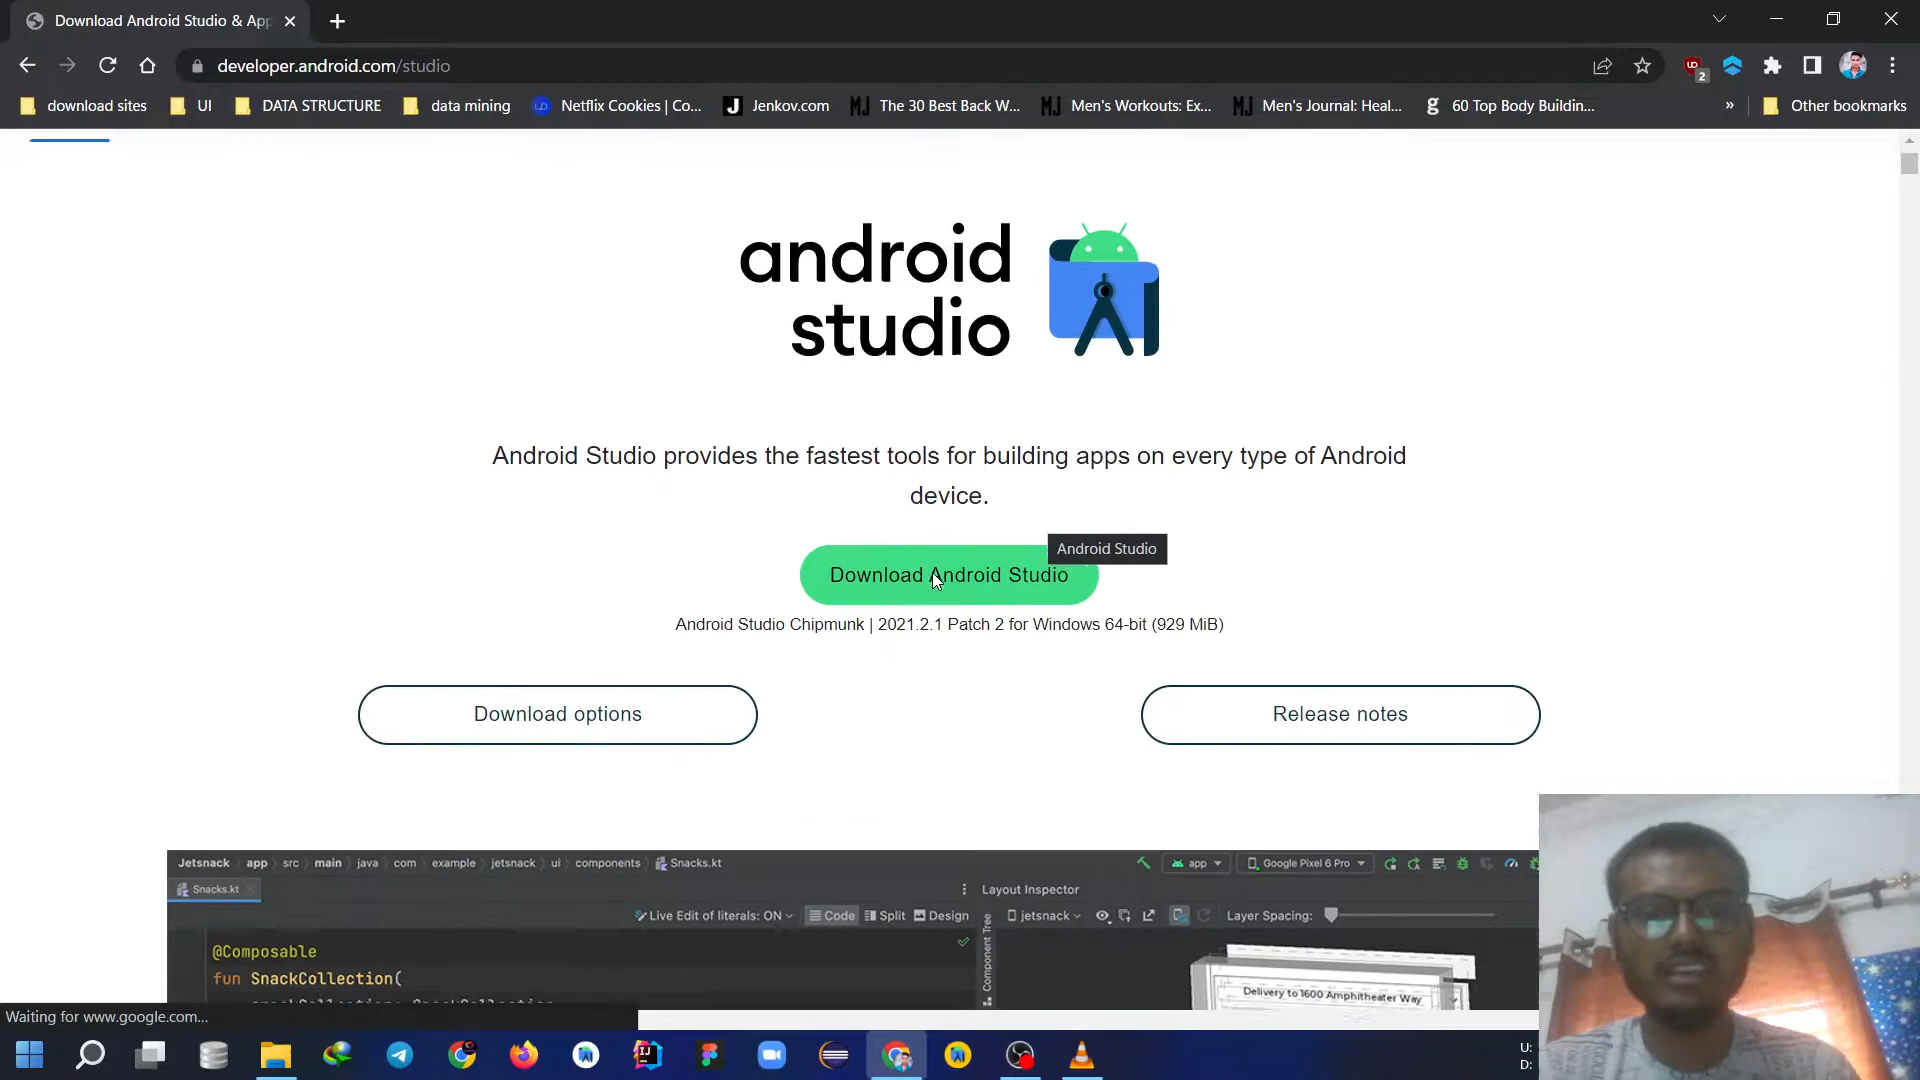 Download Android Studio & App
developer.android.com/studio
2
download sites
UI
DATA STRUCTURE
data mining
Netflix Cookies | Co...
Jenkov.com
The 30 Best Back W...
Men's Workouts: Ex...
Men's Journal: Heal...
60 Top Body Buildin...
»
Other bookmarks
android
studio
Android Studio provides the fastest tools for building apps on every type of Android
device.
Android Studio
Download Android Studio
Android Studio Chipmunk | 2021.2.1 Patch 2 for Windows 64-bit (929 MiB)
Download options
Release notes
Jetsnack app src main java com example jetsnack ui components Snacks.kt
app
Google Pixel 6 Pro
Snacks.kt
Layout Inspector
Live Edit of literals: ON
Code
Split
Design
jetsnack
Layer Spacing:
Component Tree
@Composable
fun SnackCollection(
Delivery to 1600 Amphitheater Way
Waiting for www.google.com...
U:
D: